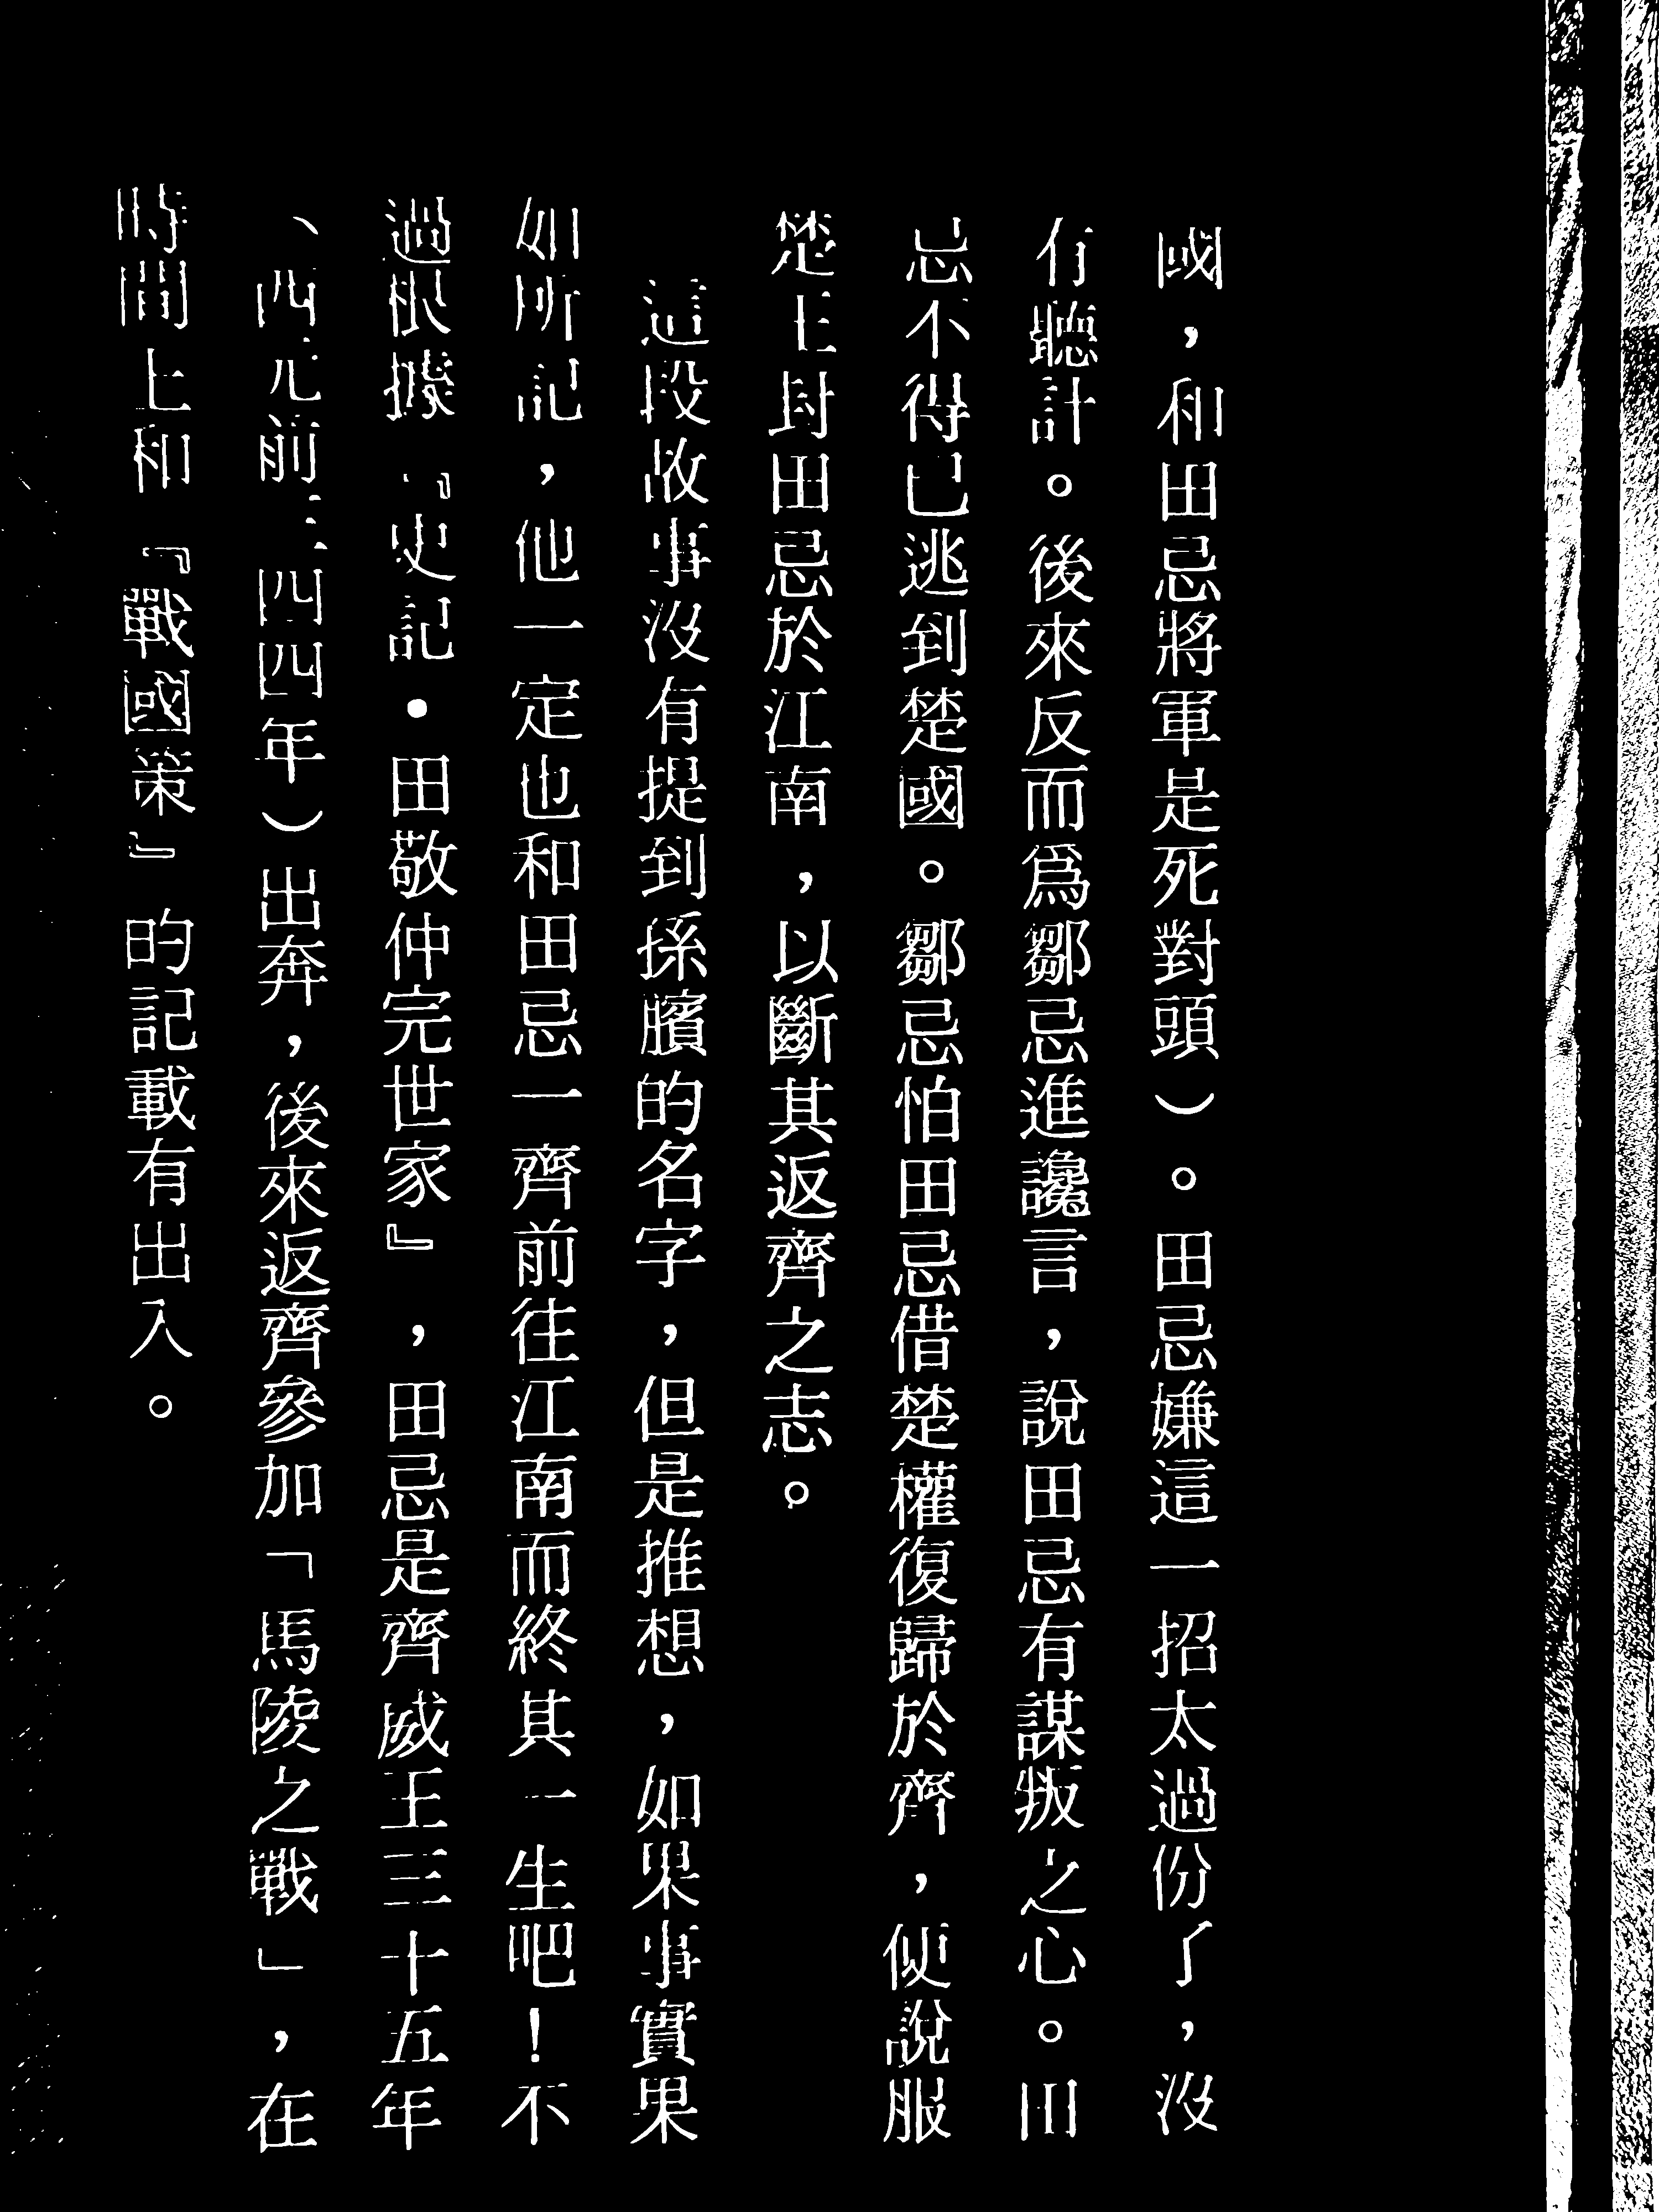 國，和田忌將軍是死對頭）。田忌嫌這一招太過份了，沒
有聽計。後來反而爲鄒忌進讒言，說田忌有謀叛之心。田
忌不得已逃到楚國。鄒忌怕田忌借楚權復歸於齊，便說服
楚王封田忌於江南，以斷其返齊之志。
這段故事沒有提到孫臏的名字，但是推想，如果事實果
如所記，他一定也和田忌一齊前往江南而終其一生吧！不
過根據『史記・田敬仲完世家』，田忌是齊威王三十五年
（西元前三四四年）出奔，後來返齊參加「馬陵之戰」，在
時間上和『戰國策』的記載有出入。